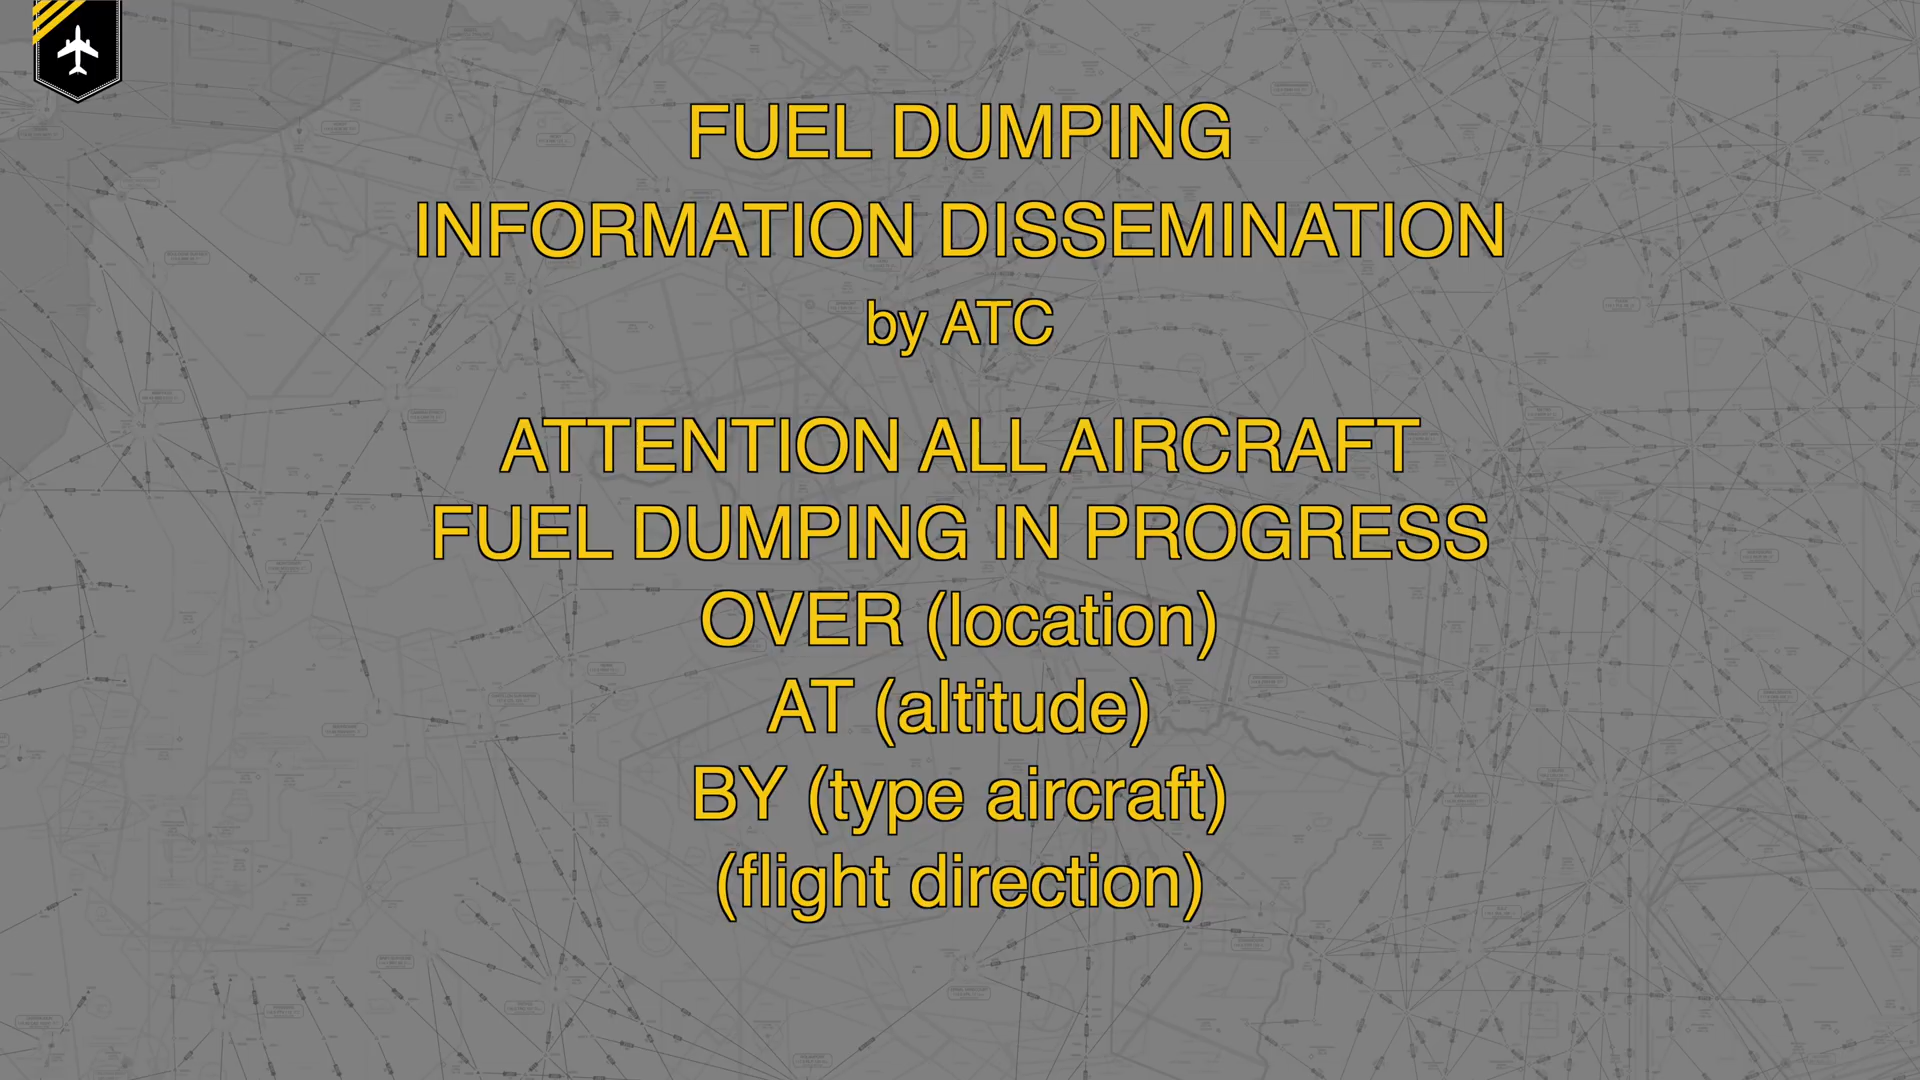 FUEL DUMPING
INFORMATION DISSEMINATION
by ATC
ATTENTION ALL AIRCRAFT
FUEL DUMPING IN PROGRESS
OVER (location)
AT (altitude)
BY (type aircraft)
(flight direction)